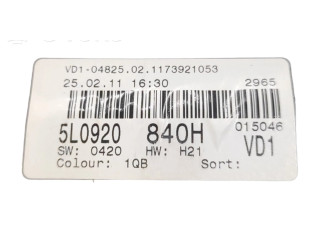 VD1-04825.02.1173921053
25.02.11 16:30 2965
5L0920 840H 015046
SW: 0420 HW: H21 VD1
Colour: 1QB Sort: